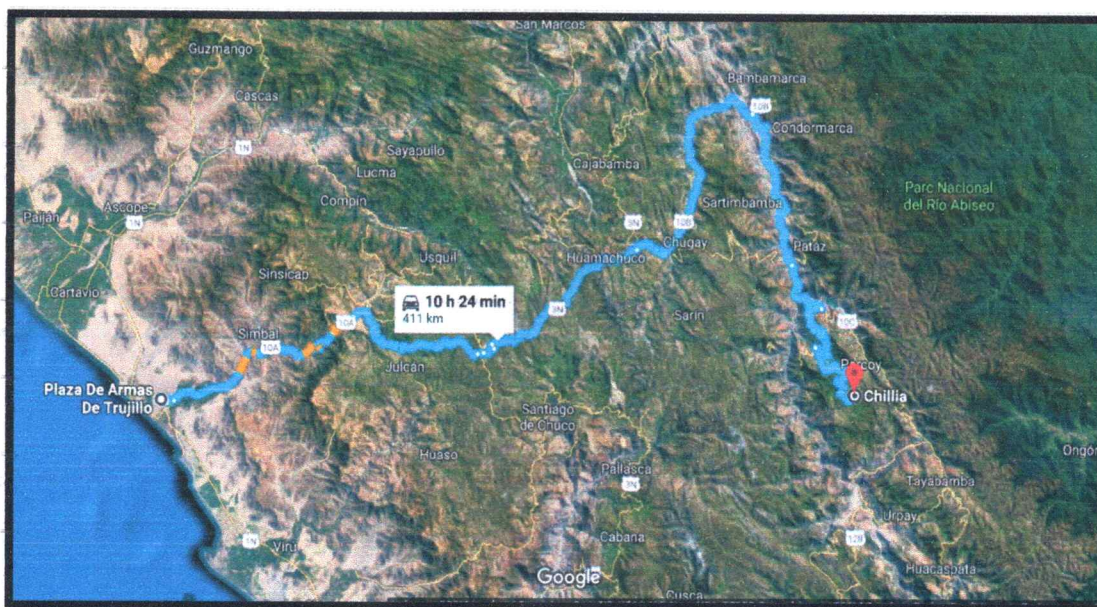 San Marcos
Guzmango
Bambamarca
Cascas
10B
Condormarca
1N
Sayapullo
Cajabamba
Lucma
Parc Nacional
del Río Abiseo
Compin
Sartimbamba
Paiján
Ascope
1N
1N
3N
10B
Usquil
Huamachuco
Chugay
Pataz
Sinsicap
Cartavio
10 h 24 min
411 km
3N
Sarin
10A
10C
Simbal
10A
Julcán
Parcoy
Plaza De Armas
De Trujillo
Chillia
Santiago
de Chuco
Huaso
Pallasca
3N
Ongón
Tayabamba
Urpay
1N
Virú
Cabana
12B
Google
Huacaspata
Cusca